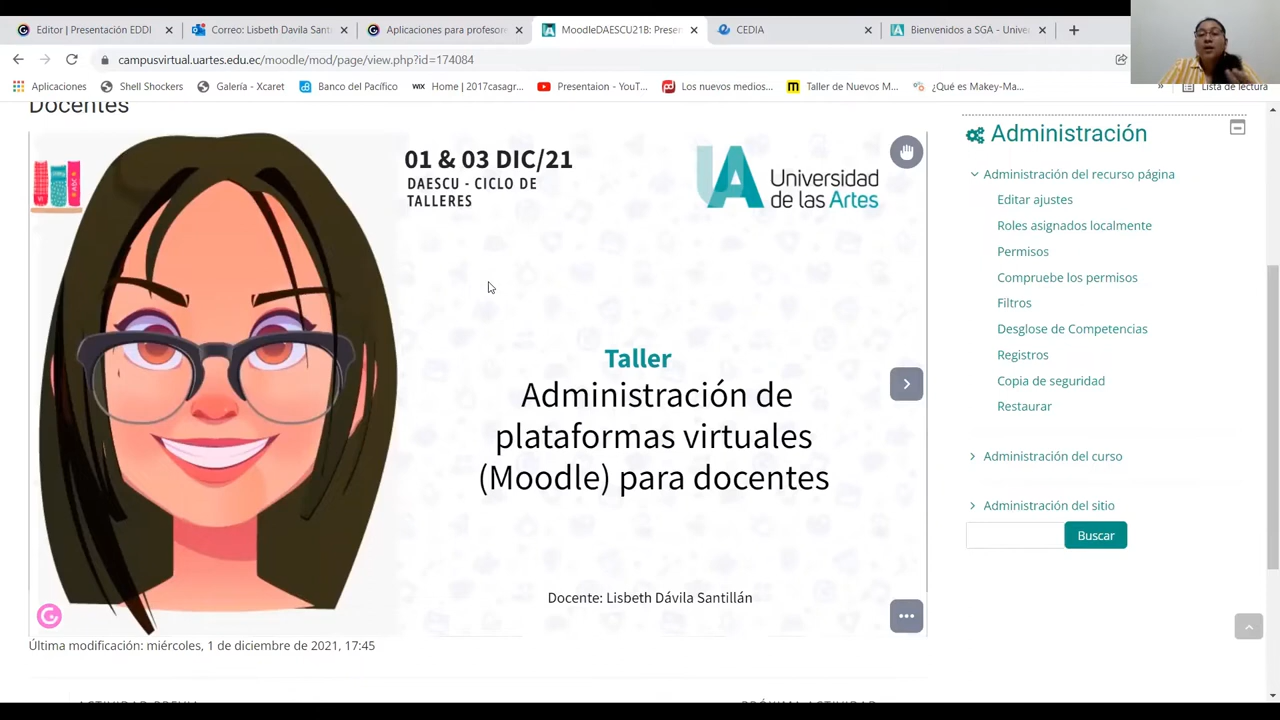 Editor | Presentación EDDI
Correo: Lisbeth Davila Sant
Aplicaciones para profesore
MoodleDAESCU21B: Presen
CEDIA
Bienvenidos a SGA - Unive
campusvirtual.uartes.edu.ec/moodle/mod/page/view.php?id=174084
Aplicaciones
Shell Shockers
Galería - Xcaret
Banco del Pacífico
WIX Home | 2017casagr...
Presentaion - YouT...
Los nuevos medios...
Taller de Nuevos M...
¿Qué es Makey-Ma...
»
Lista de lectura
Docentes
01 & 03 DIC/21
DAESCU - CICLO DE
TALLERES
UA Universidad
de las Artes
Taller
Administración de
plataformas virtuales
(Moodle) para docentes
Docente: Lisbeth Dávila Santillán
Última modificación: miércoles, 1 de diciembre de 2021, 17:45
Administración
Administración del recurso página
Editar ajustes
Roles asignados localmente
Permisos
Compruebe los permisos
Filtros
Desglose de Competencias
Registros
Copia de seguridad
Restaurar
Administración del curso
Administración del sitio
Buscar